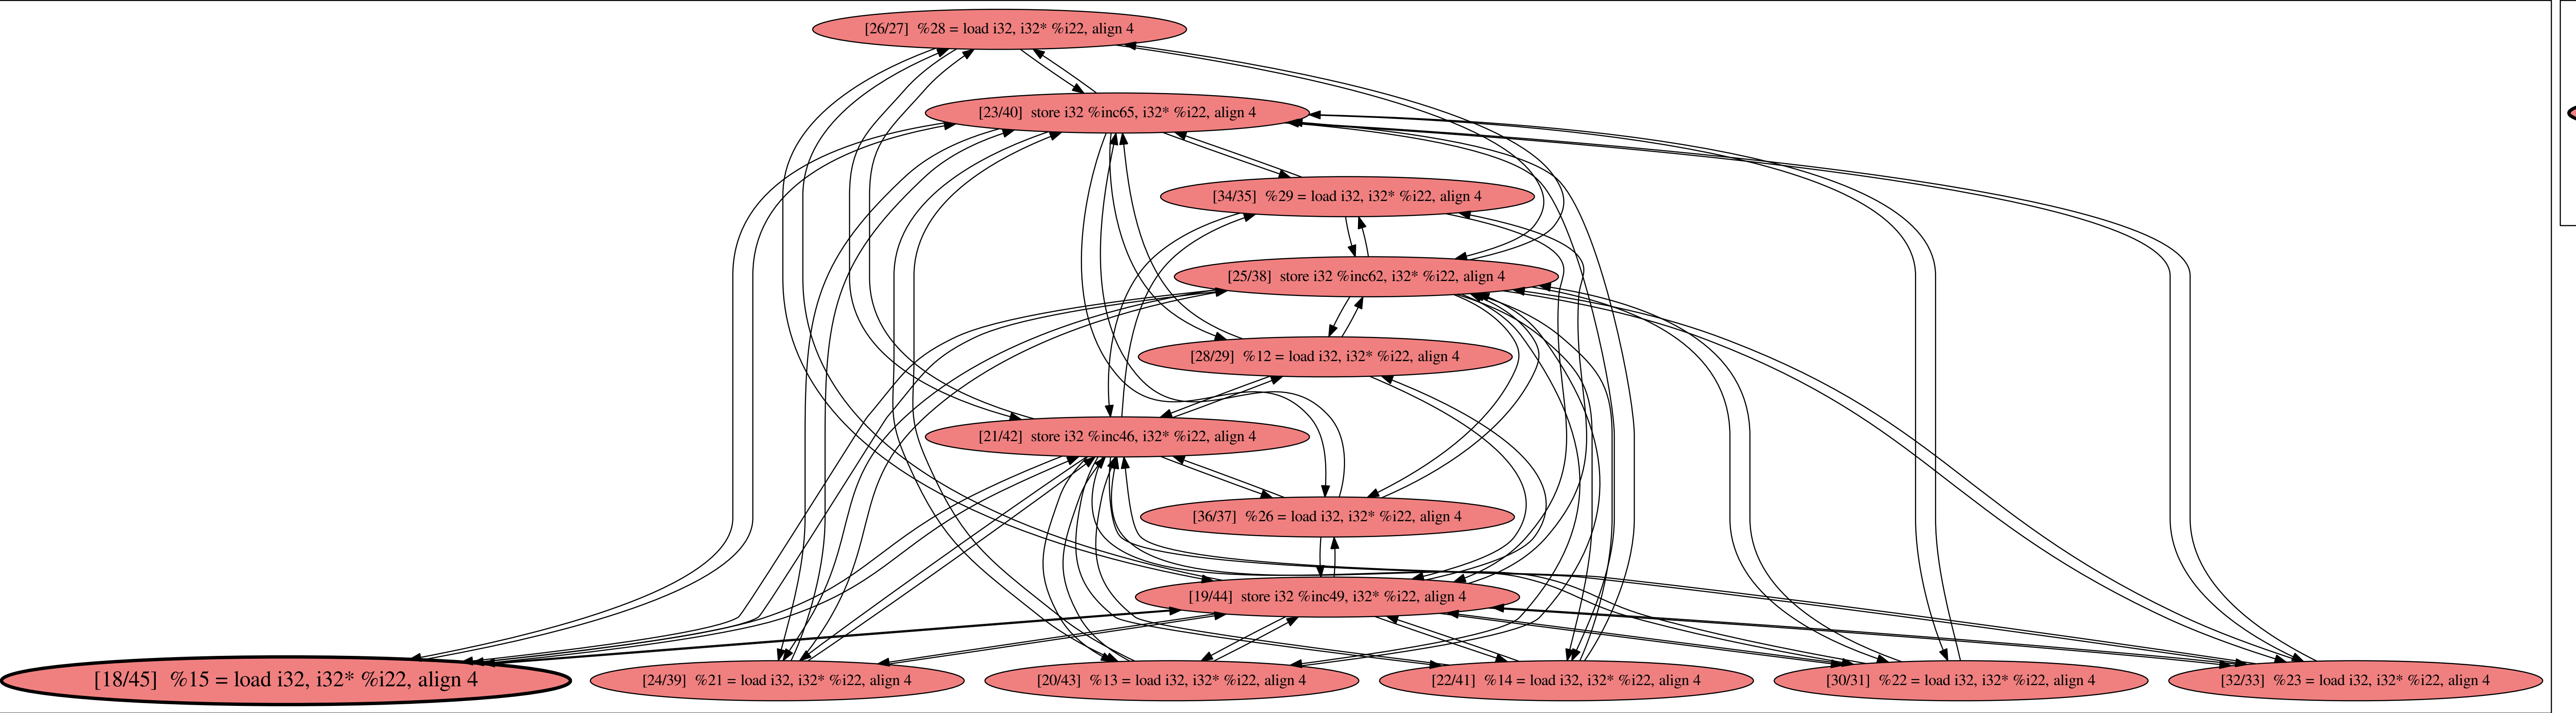 [26/27]  %28 = load i32, i32* %i22, align 4
[23/40]  store i32 %inc65, i32* %i22, align 4
[34/35]  %29 = load i32, i32* %i22, align 4
[25/38]  store i32 %inc62, i32* %i22, align 4
[28/29]  %12 = load i32, i32* %i22, align 4
[21/42]  store i32 %inc46, i32* %i22, align 4
[36/37]  %26 = load i32, i32* %i22, align 4
[19/44]  store i32 %inc49, i32* %i22, align 4
[18/45]  %15 = load i32, i32* %i22, align 4
[24/39]  %21 = load i32, i32* %i22, align 4
[20/43]  %13 = load i32, i32* %i22, align 4
[22/41]  %14 = load i32, i32* %i22, align 4
[30/31]  %22 = load i32, i32* %i22, align 4
[32/33]  %23 = load i32, i32* %i22, align 4